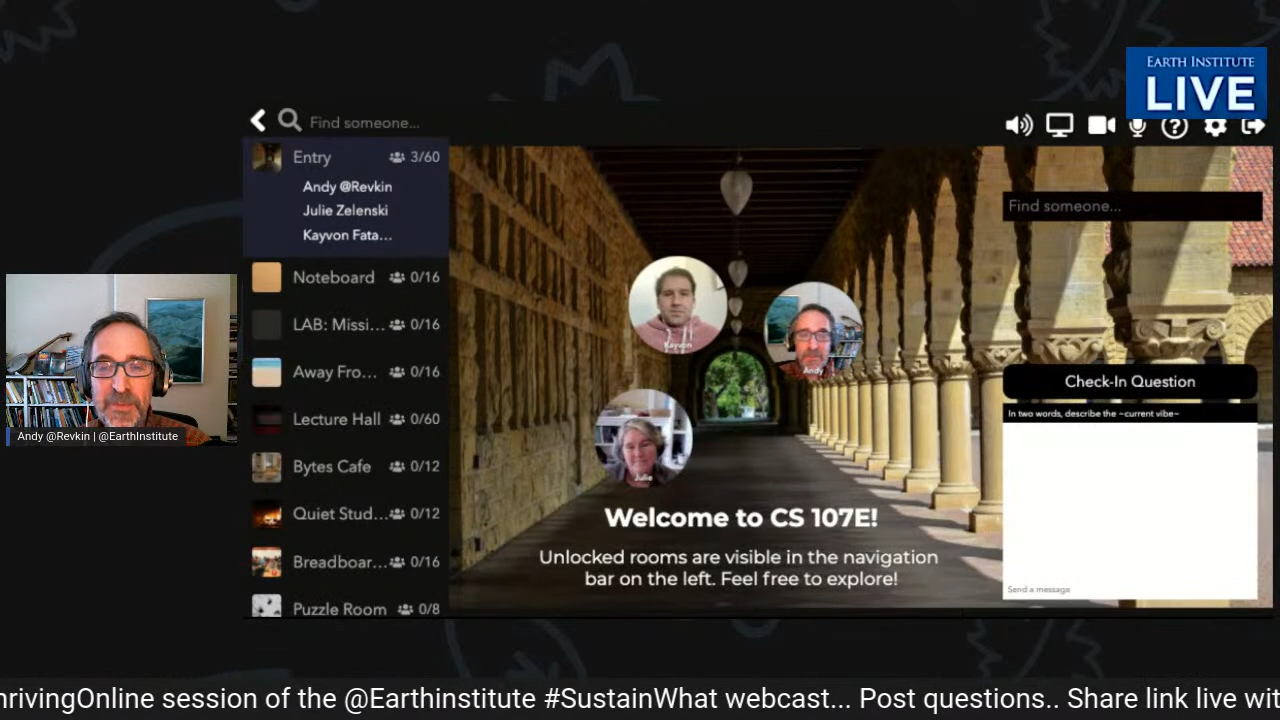 EARTH INSTITUTE
LIVE
Find someone...
Entry 3/60
Andy @Revkin
Julie Zelenski
Kayvon Fata...
Noteboard 0/16
LAB: Missi... 0/16
Away Fro... 0/16
Lecture Hall 0/60
Bytes Cafe 0/12
Quiet Stud... 0/12
Breadboar... 0/16
Puzzle Room 0/8
Andy @Revkin | @EarthInstitute
Kayvon
Andy
Julie
Welcome to CS 107E!
Unlocked rooms are visible in the navigation
bar on the left. Feel free to explore!
Find someone...
Check-In Question
In two words, describe the ~current vibe~
Send a message
hrivingOnline session of the @Earthinstitute #SustainWhat webcast... Post questions.. Share link live wit